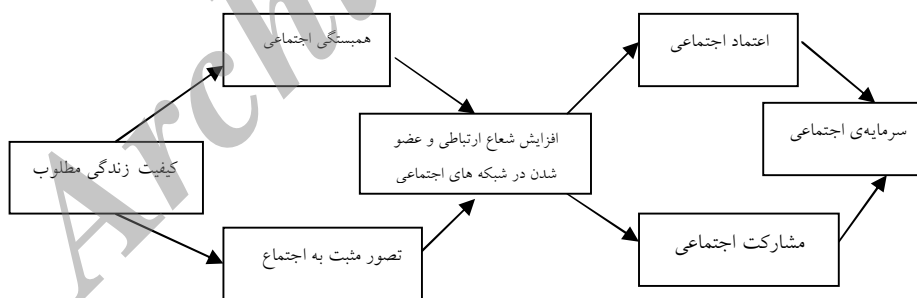 همبستگی اجتماعی
اعتماد اجتماعی
سرمایه‌ی اجتماعی
افزایش شعاع ارتباطی و عضو
شدن در شبکه های اجتماعی
کیفیت زندگی مطلوب
مشارکت اجتماعی
تصور مثبت به اجتماع